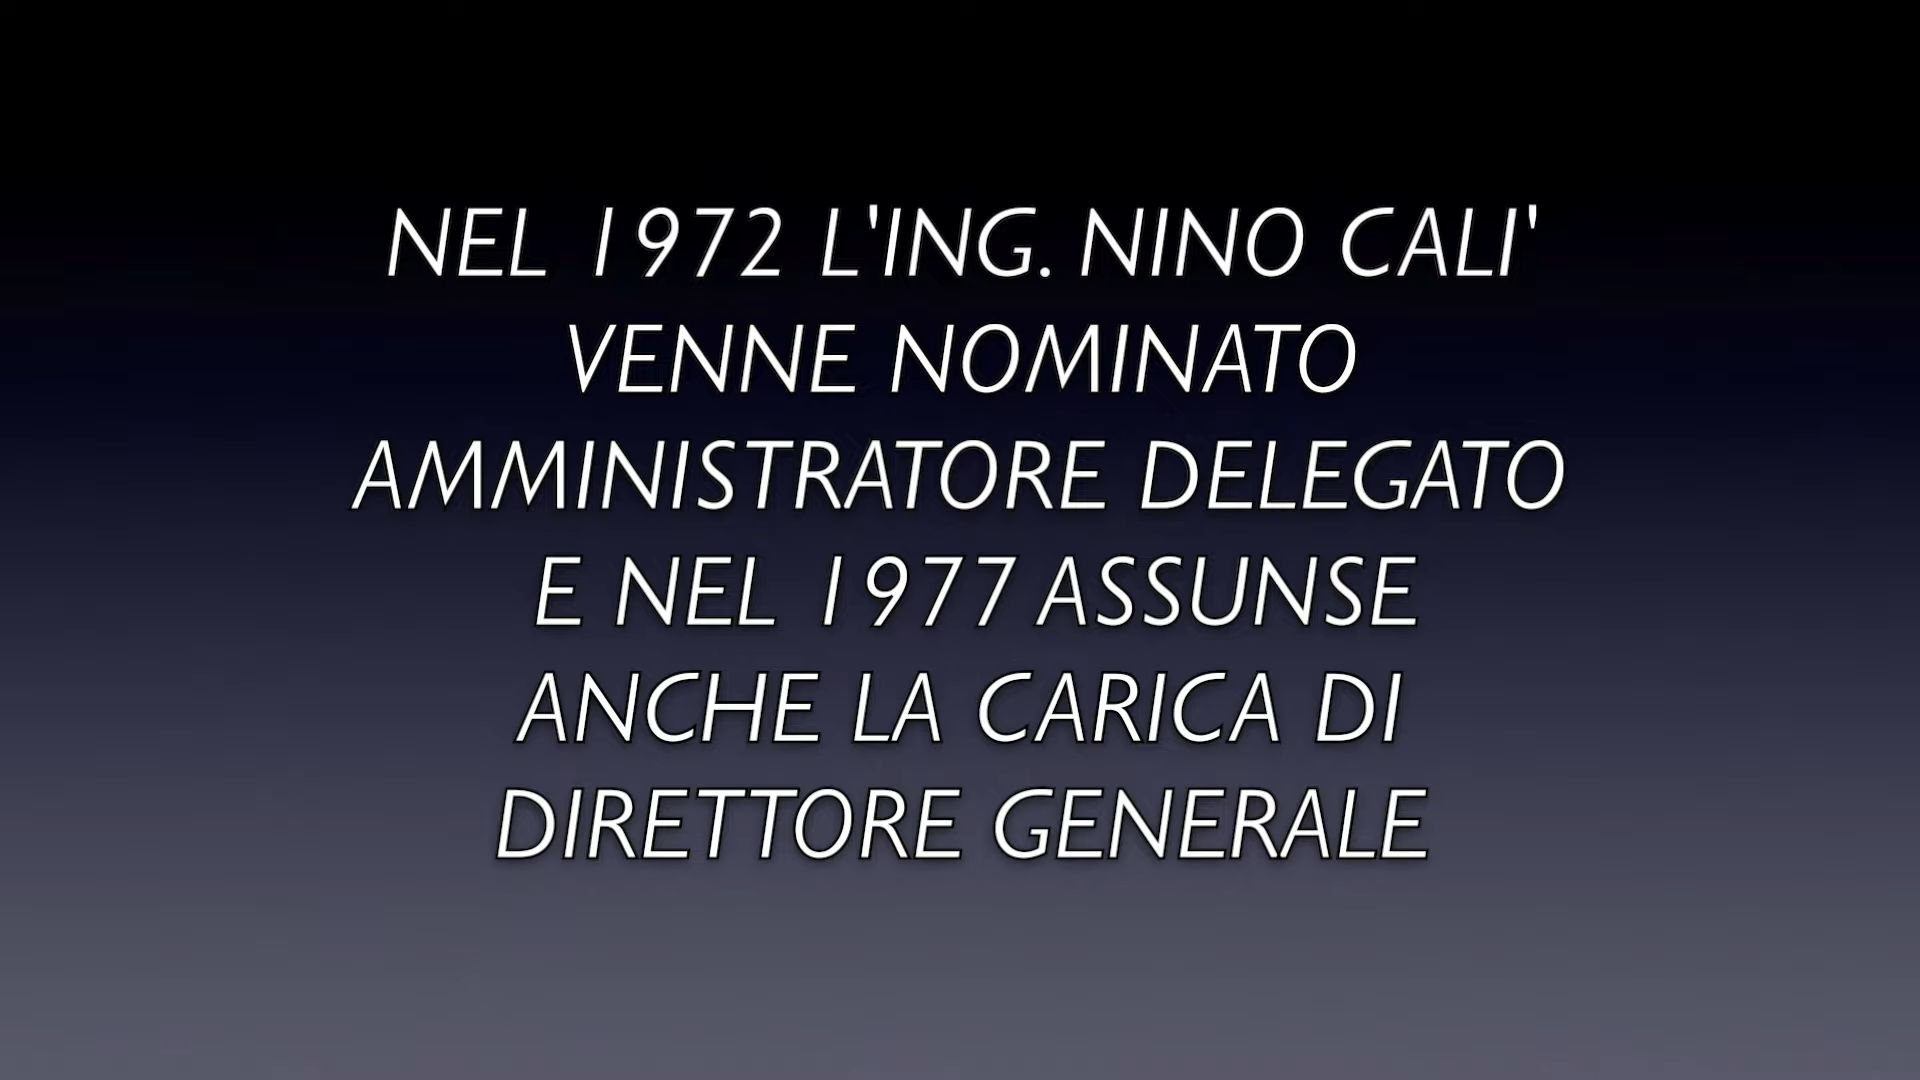 NEL 1972 L'ING. NINO CALI'
VENNE NOMINATO
AMMINISTRATORE DELEGATO
E NEL 1977 ASSUNSE
ANCHE LA CARICA DI
DIRETTORE GENERALE